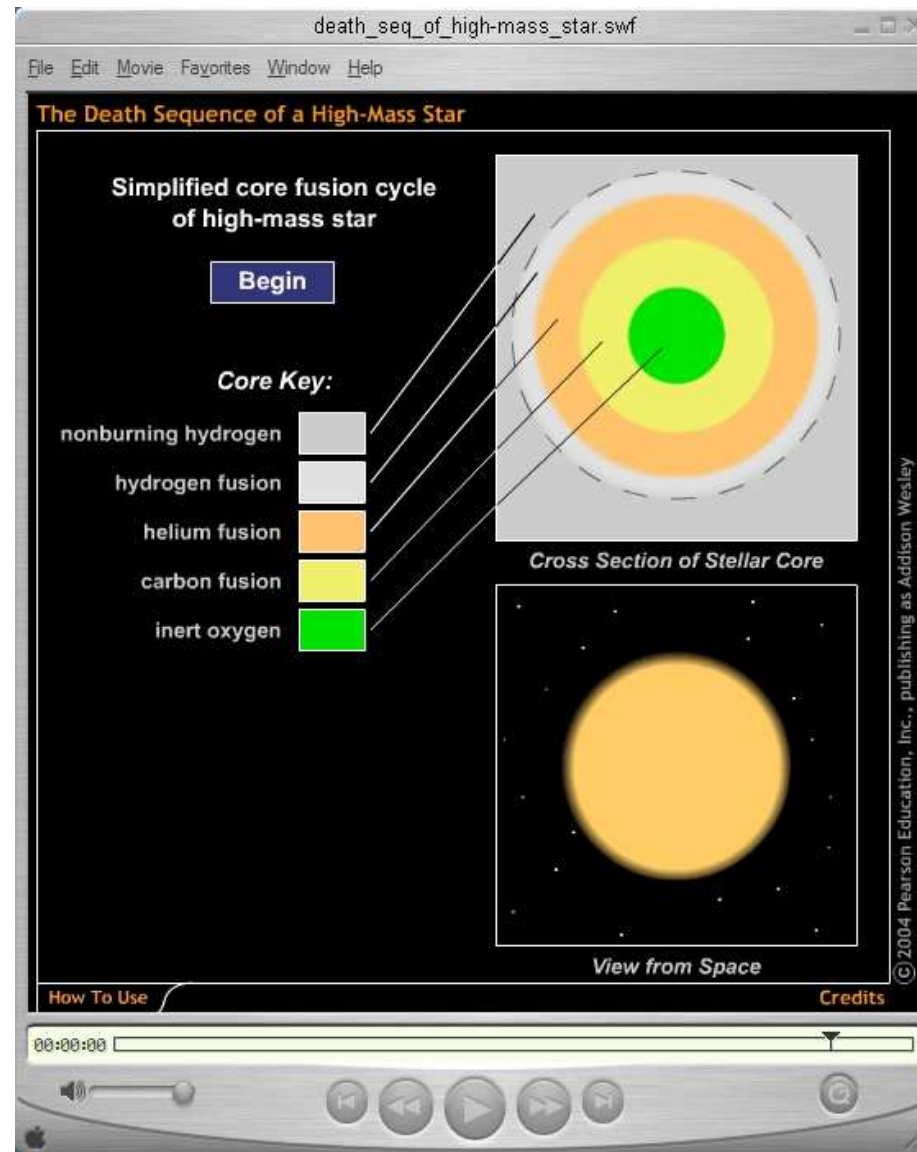 death_seq_of_high-mass_star.swf
File Edit Movie Favorites Window Help
The Death Sequence of a High-Mass Star
Simplified core fusion cycle
of high-mass star
Begin
Core Key:
nonburning hydrogen
hydrogen fusion
helium fusion
carbon fusion
inert oxygen
Cross Section of Stellar Core
View from Space
© 2004 Pearson Education, Inc., publishing as Addison Wesley
How To Use
Credits
00:00:00